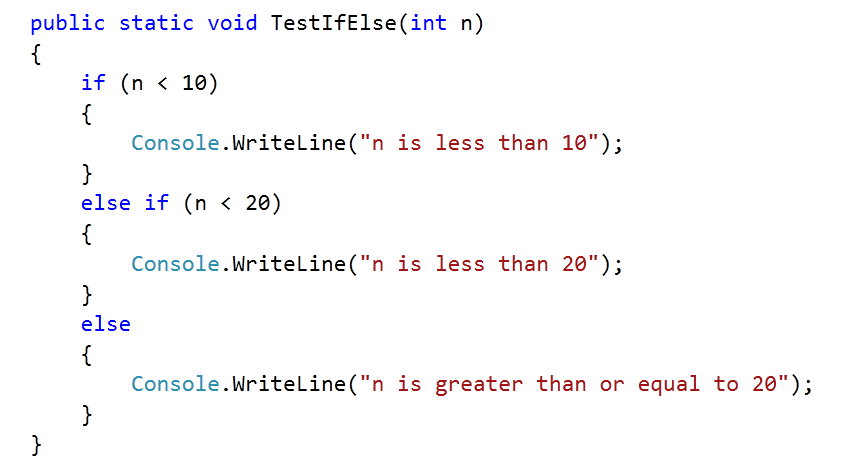 public static void TestIfElse(int n)
{
    if (n < 10)
    {
        Console.WriteLine("n is less than 10");
    }
    else if (n < 20)
    {
        Console.WriteLine("n is less than 20");
    }
    else
    {
        Console.WriteLine("n is greater than or equal to 20");
    }
}